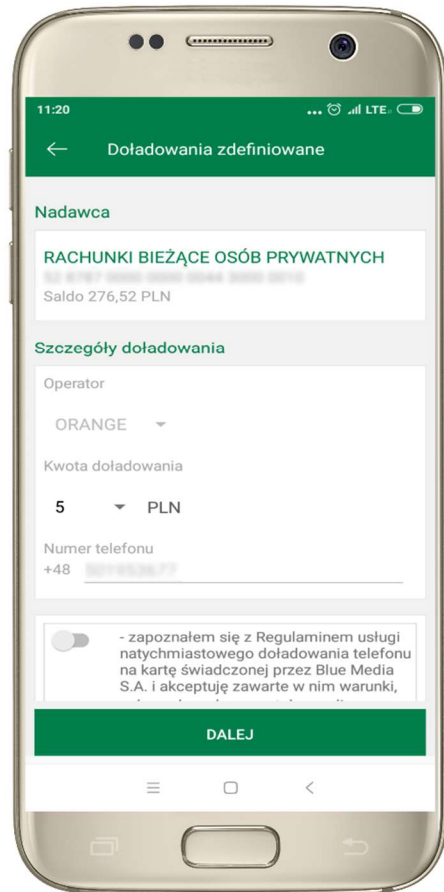 11:20
... LTE
Doładowania zdefiniowane
Nadawca
RACHUNKI BIEŻĄCE OSÓB PRYWATNYCH
Saldo 276,52 PLN
Szczegóły doładowania
Operator
ORANGE
Kwota doładowania
5 PLN
Numer telefonu
+48
- zapoznałem się z Regulaminem usługi
natychmiastowego doładowania telefonu
na kartę świadczonej przez Blue Media
S.A. i akceptuję zawarte w nim warunki,
DALEJ